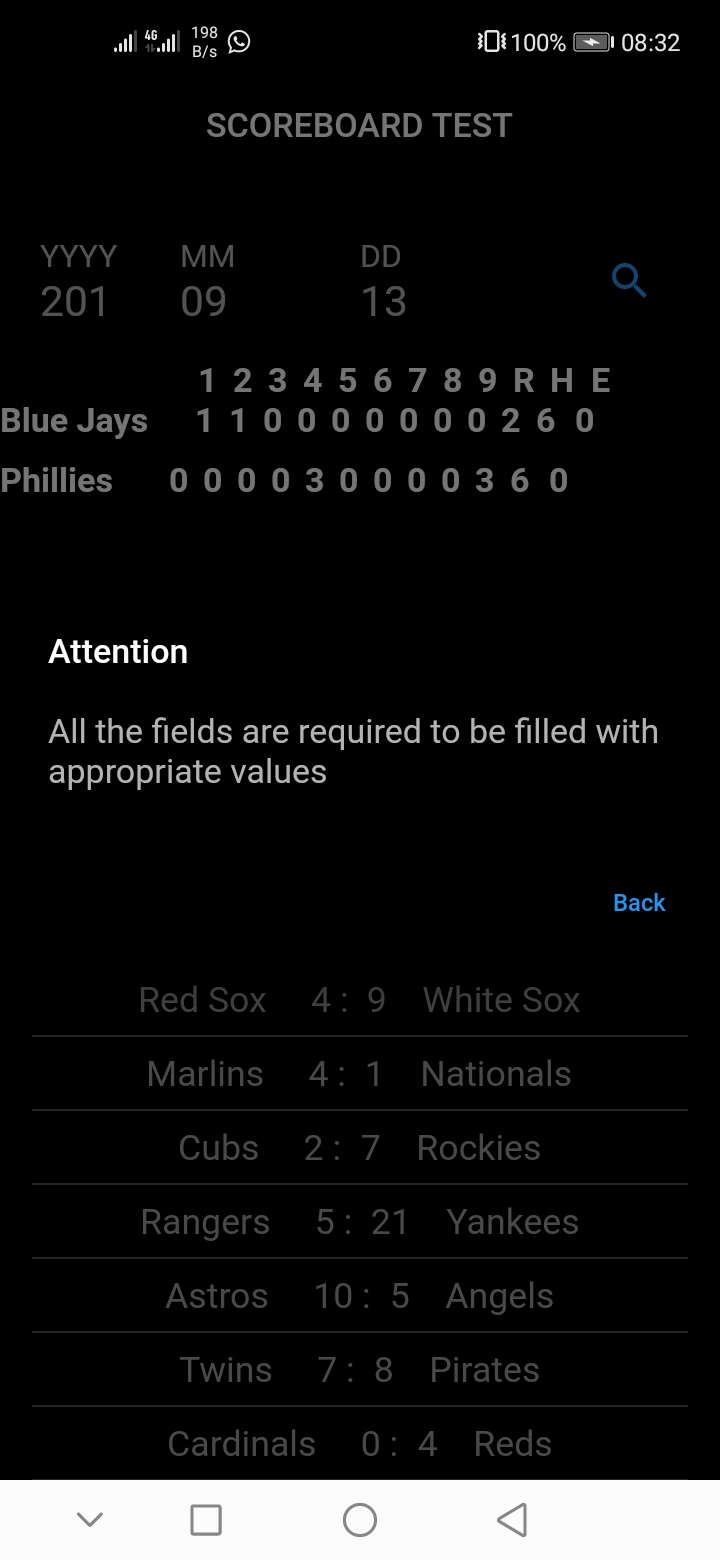 4G 198 B/s 100% 08:32
SCOREBOARD TEST
YYYY MM DD
201 09 13
1 2 3 4 5 6 7 8 9 R H E
Blue Jays 1 1 0 0 0 0 0 0 0 2 6 0
Phillies 0 0 0 0 3 0 0 0 0 3 6 0
Attention
All the fields are required to be filled with
appropriate values
Back
Red Sox 4 : 9 White Sox
Marlins 4 : 1 Nationals
Cubs 2 : 7 Rockies
Rangers 5 : 21 Yankees
Astros 10 : 5 Angels
Twins 7 : 8 Pirates
Cardinals 0 : 4 Reds